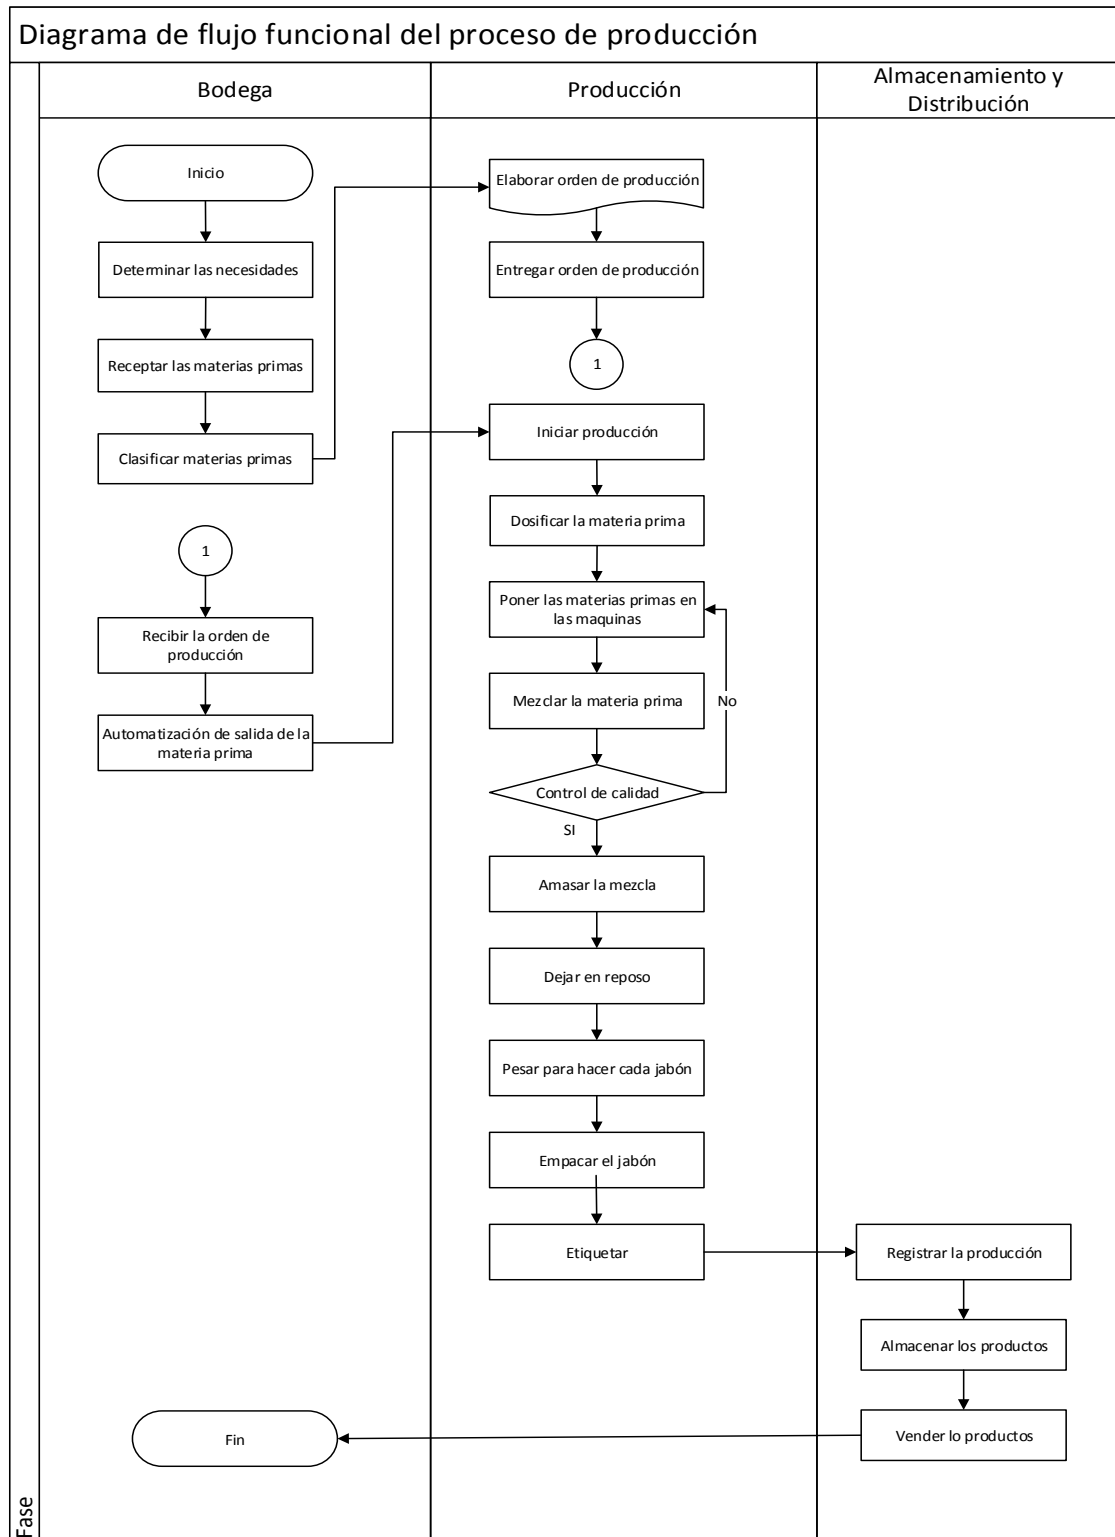 Diagrama de flujo funcional del proceso de producción
Bodega
Producción
Almacenamiento y
Distribución
Inicio
Determinar las necesidades
Receptar las materias primas
Clasificar materias primas
1
Recibir la orden de
producción
Automatización de salida de la
materia prima
Elaborar orden de producción
Entregar orden de producción
1
Iniciar producción
Dosificar la materia prima
Poner las materias primas en
las maquinas
Mezclar la materia prima
No
Control de calidad
SI
Amasar la mezcla
Dejar en reposo
Pesar para hacer cada jabón
Empacar el jabón
Etiquetar
Registrar la producción
Almacenar los productos
Vender lo productos
Fin
Fase